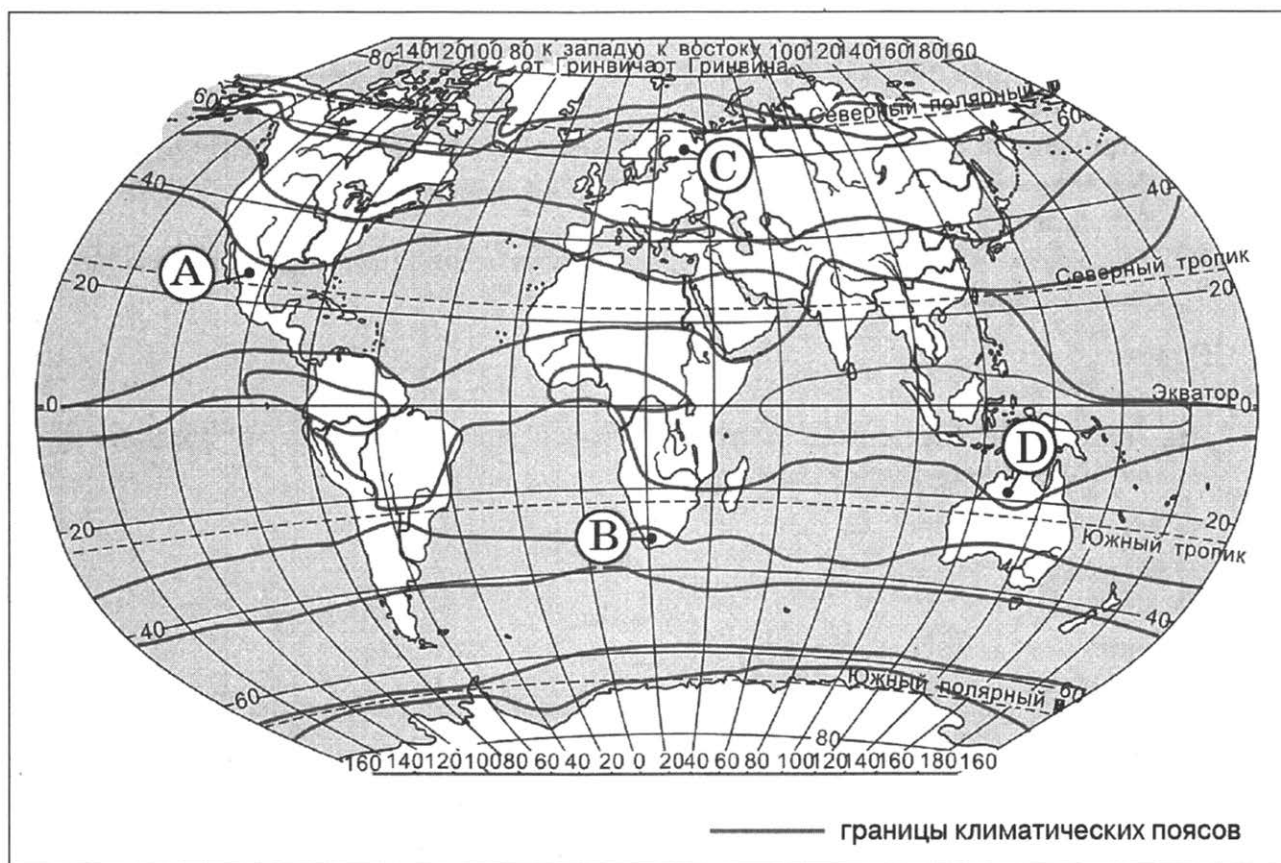 140 120 100 80 к западу 0 к востоку 100 120 140 160 180 160
80 от Гринвича от Гринвича
60 Северный полярный 60
C
40 40
A
Северный тропик
20 20
Экватор
0 0
D
20 20
B
Южный тропик
40 40
60 Южный полярный 60
80
160 140 120 100 80 60 40 20 0 20 40 60 80 100 120 140 160 180 160
границы климатических поясов